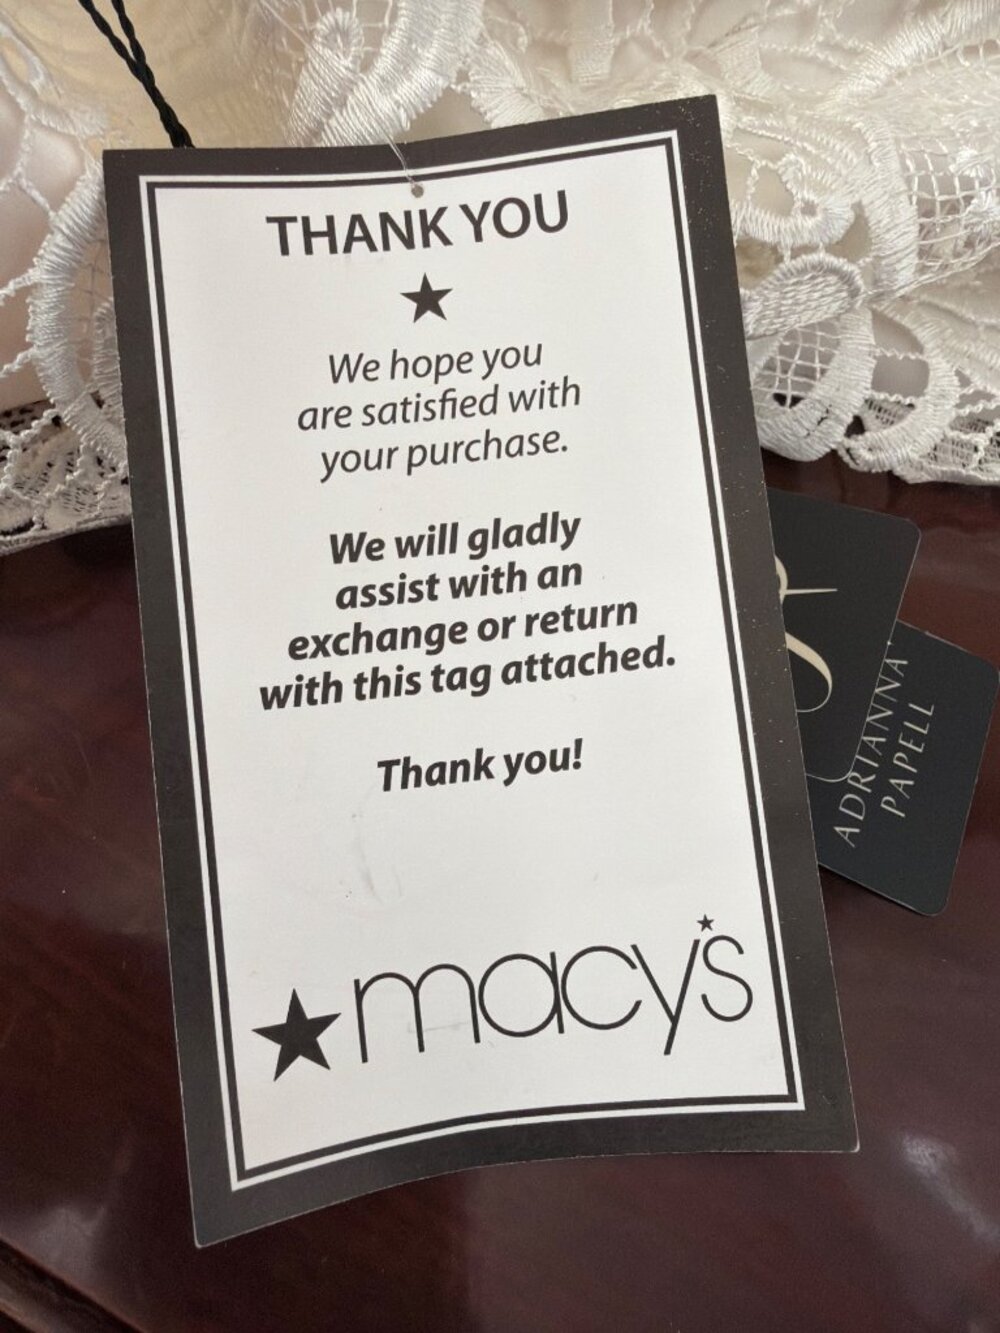 THANK YOU
We hope you
are satisfied with
your purchase.
We will gladly
assist with an
exchange or return
with this tag attached.
Thank you!
macy's
ADRIANNA
PAPELL